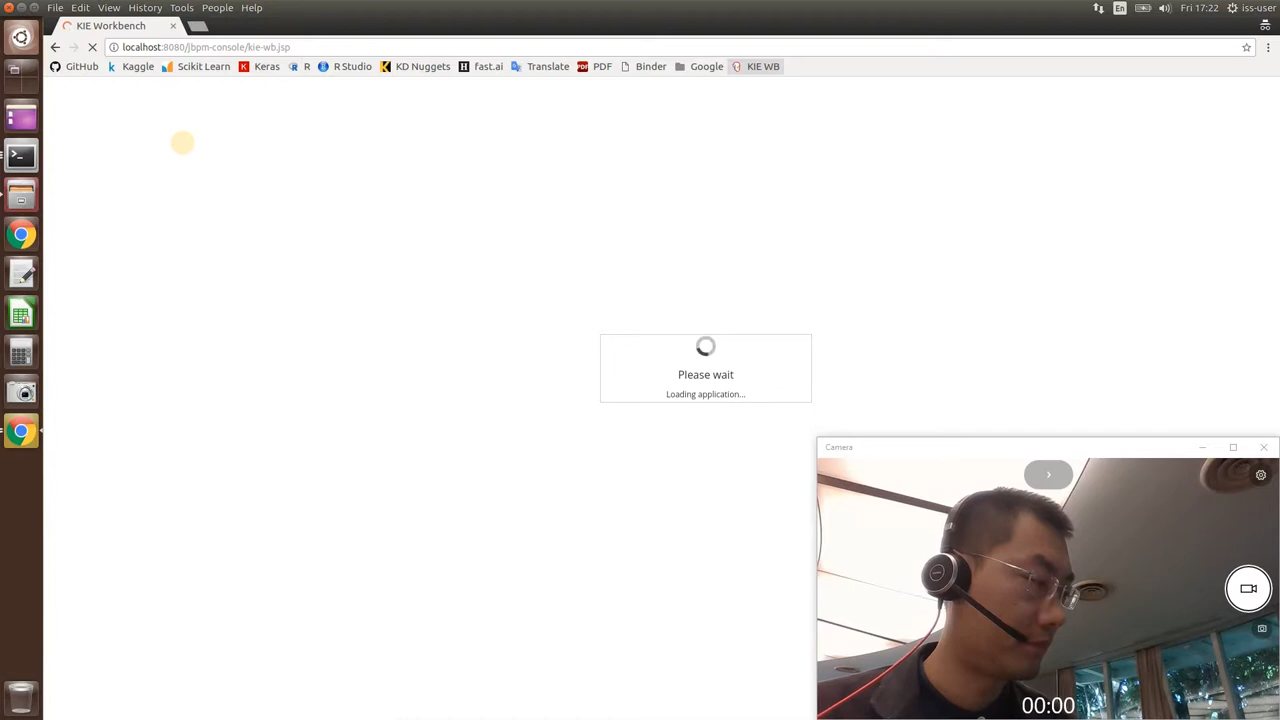 File Edit View History Tools People Help
En Fri 17:22 iss-user
KIE Workbench
localhost:8080/jbpm-console/kie-wb.jsp
GitHub k Kaggle Scikit Learn K Keras R R Studio K KD Nuggets H fast.ai Translate PDF PDF Binder Google KIE WB
Please wait
Loading application...
Camera
00:00